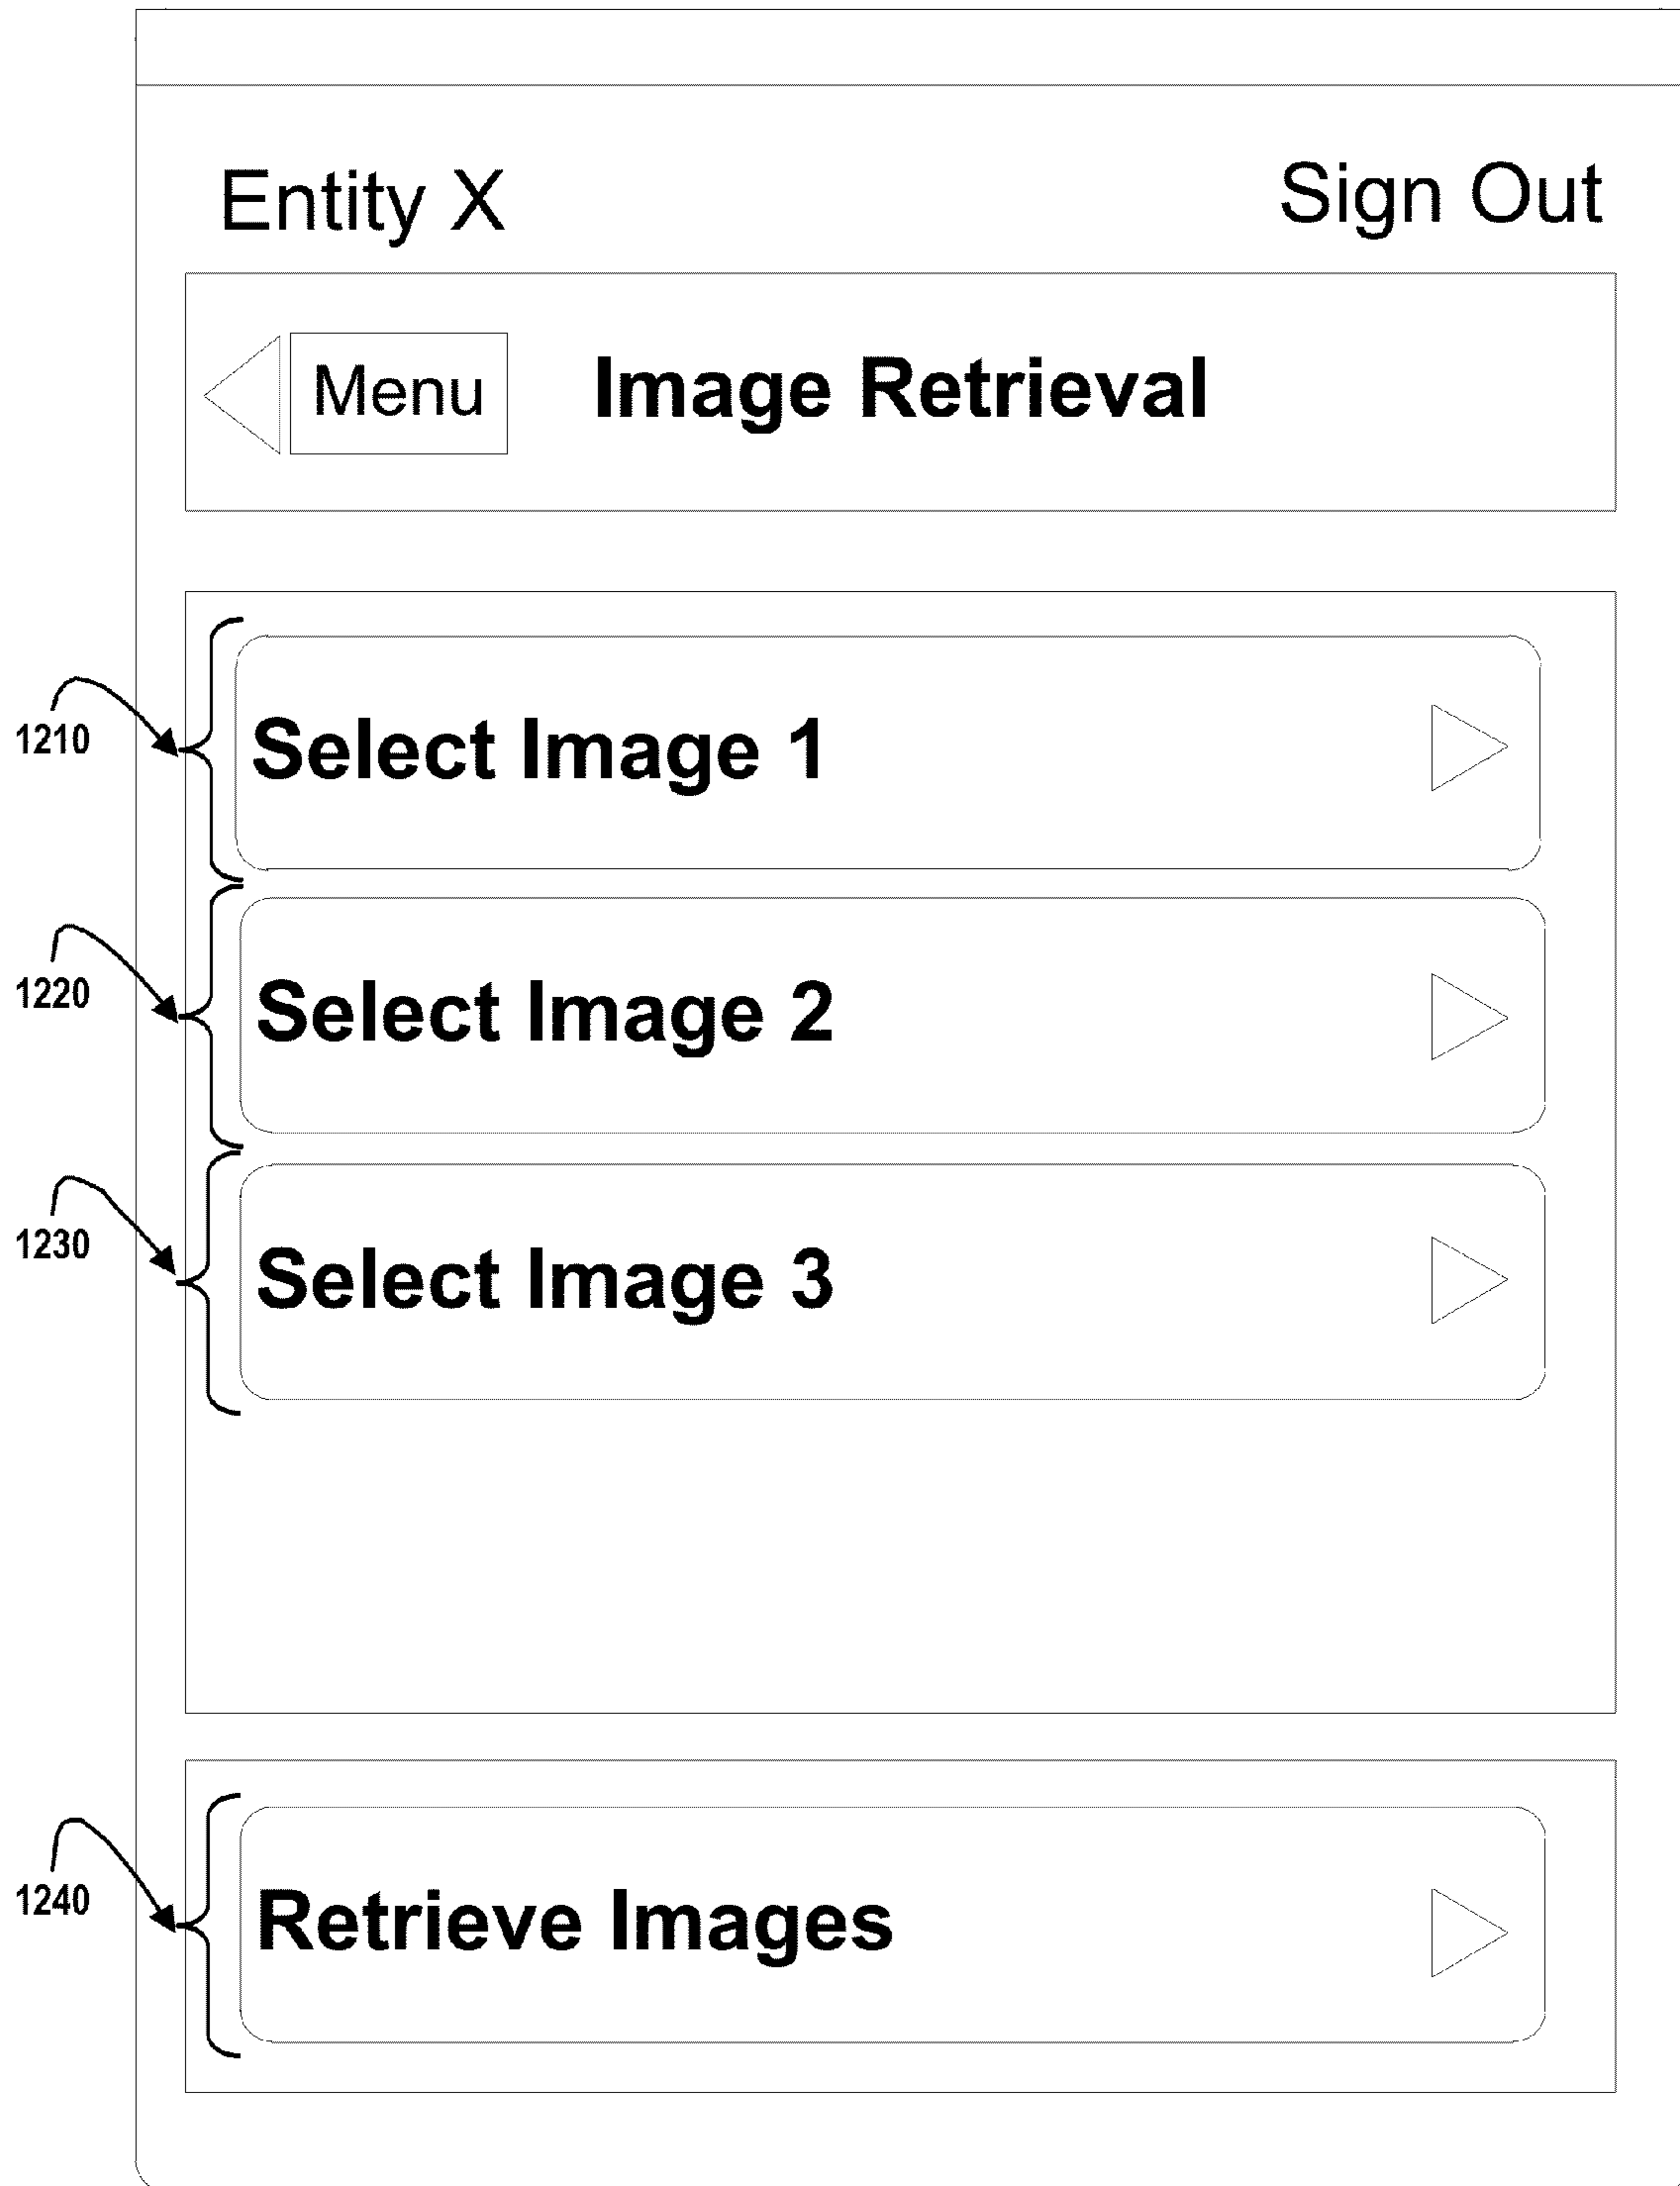 Entity X Sign Out
Menu Image Retrieval
1210 Select Image 1
1220 Select Image 2
1230 Select Image 3
1240 Retrieve Images